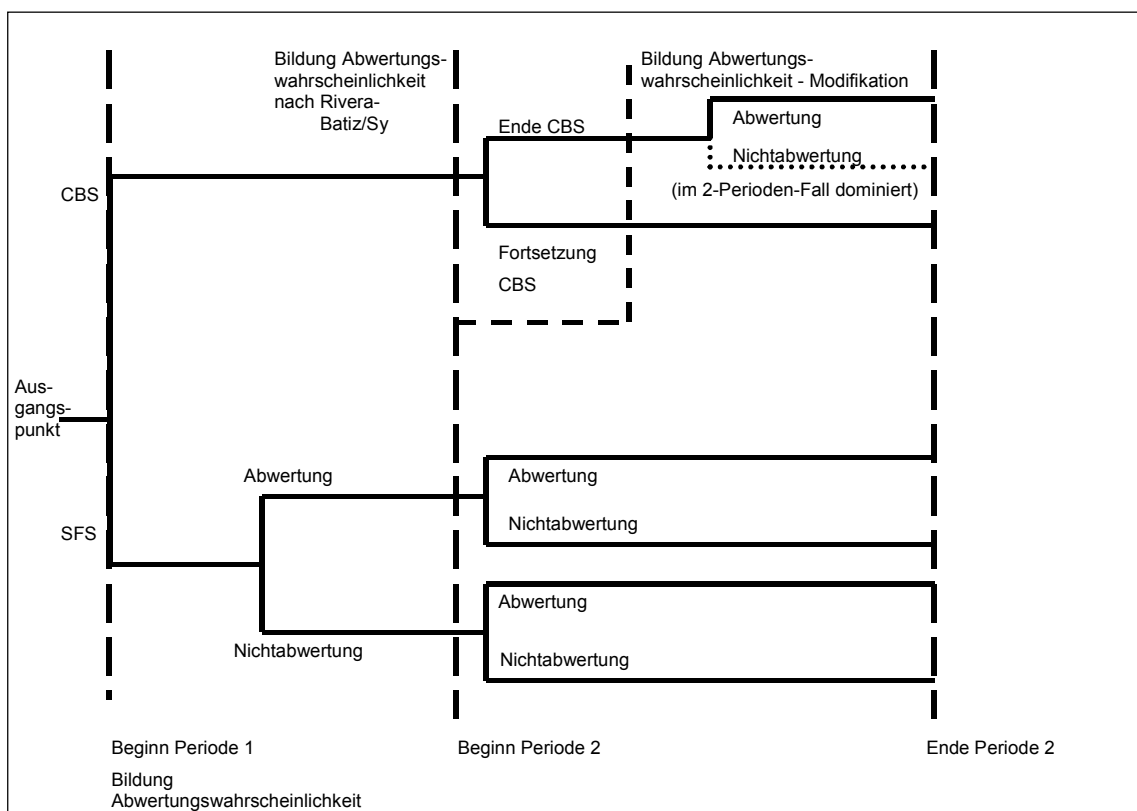 Bildung Abwertungs-
wahrscheinlichkeit
nach Rivera-
Batiz/Sy
Bildung Abwertungs-
wahrscheinlichkeit - Modifikation
Ende CBS
Abwertung
Nichtabwertung
(im 2-Perioden-Fall dominiert)
CBS
Fortsetzung
CBS
Aus-
gangs-
punkt
SFS
Abwertung
Nichtabwertung
Abwertung
Nichtabwertung
Abwertung
Nichtabwertung
Beginn Periode 1
Beginn Periode 2
Ende Periode 2
Bildung
Abwertungswahrscheinlichkeit